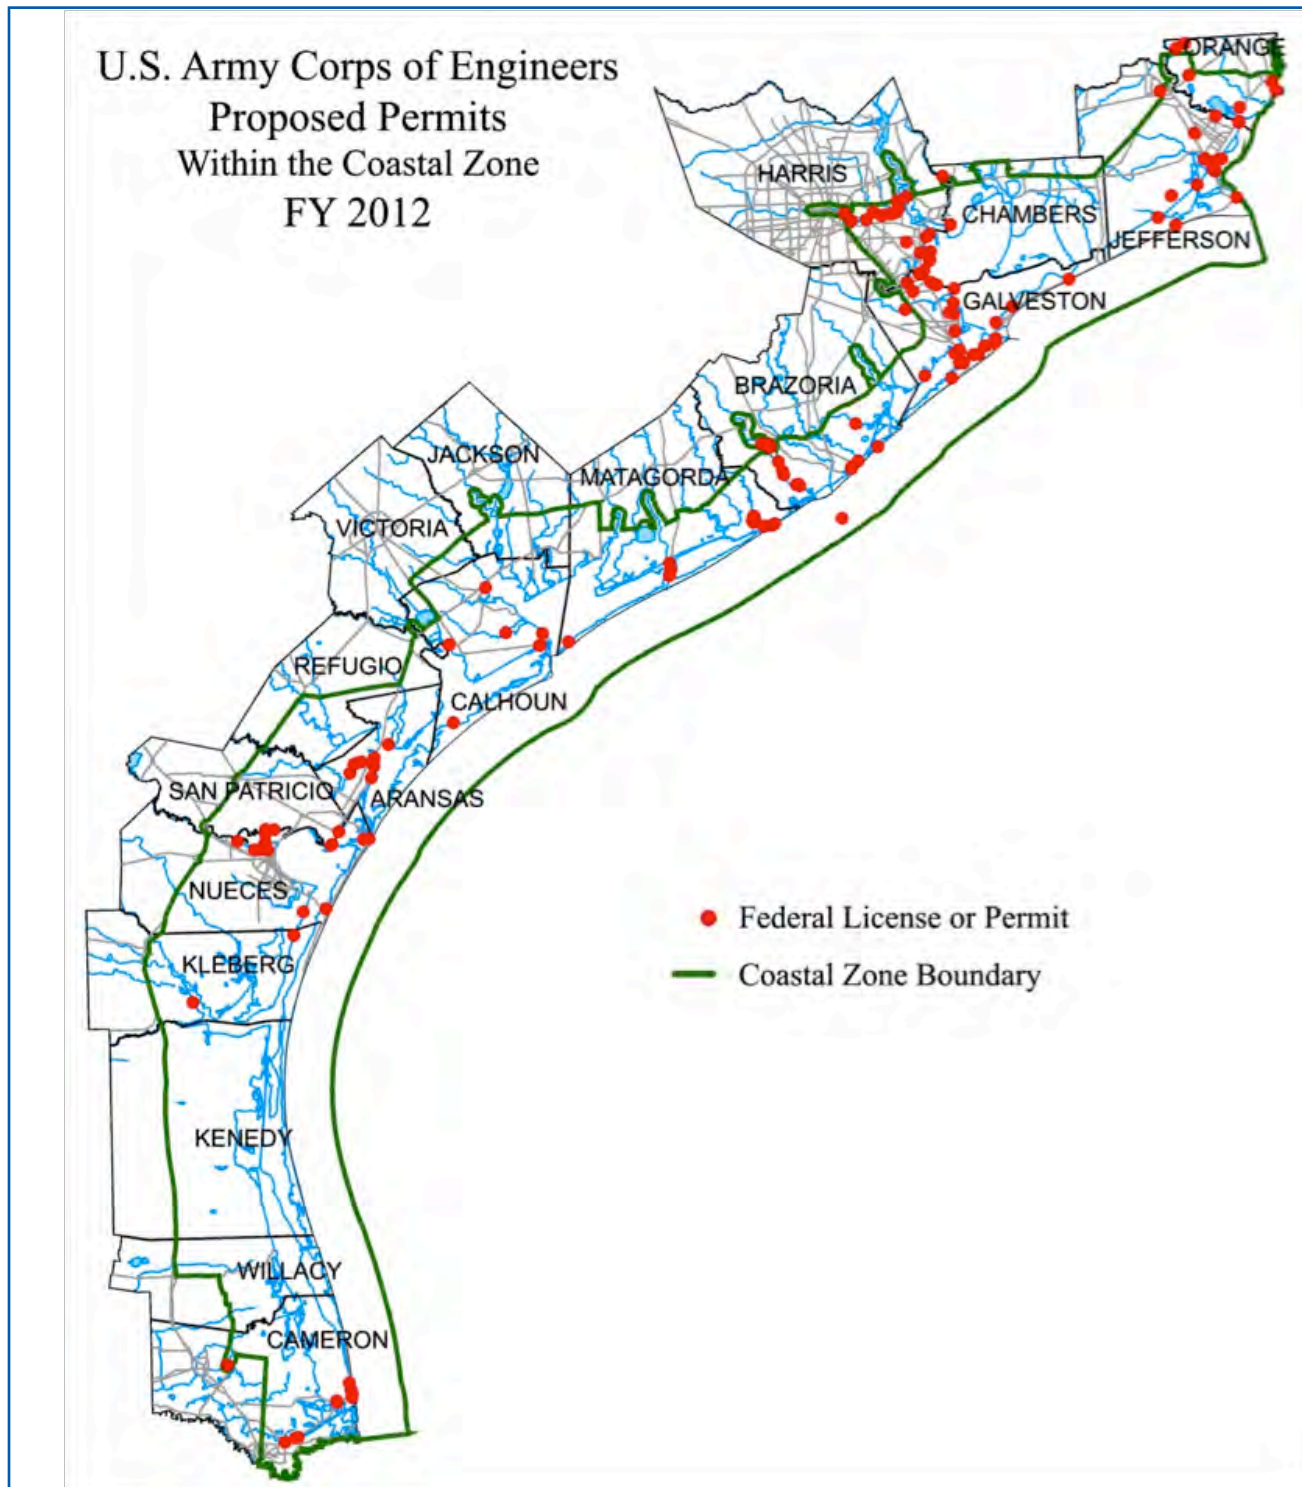 U.S. Army Corps of Engineers
Proposed Permits
Within the Coastal Zone
FY 2012
ORANGE
HARRIS
CHAMBERS
JEFFERSON
GALVESTON
BRAZORIA
JACKSON
MATAGORDA
VICTORIA
REFUGIO
CALHOUN
SAN PATRICIO
ARANSAS
NUECES
Federal License or Permit
KLEBERG
Coastal Zone Boundary
KENEDY
WILLACY
CAMERON